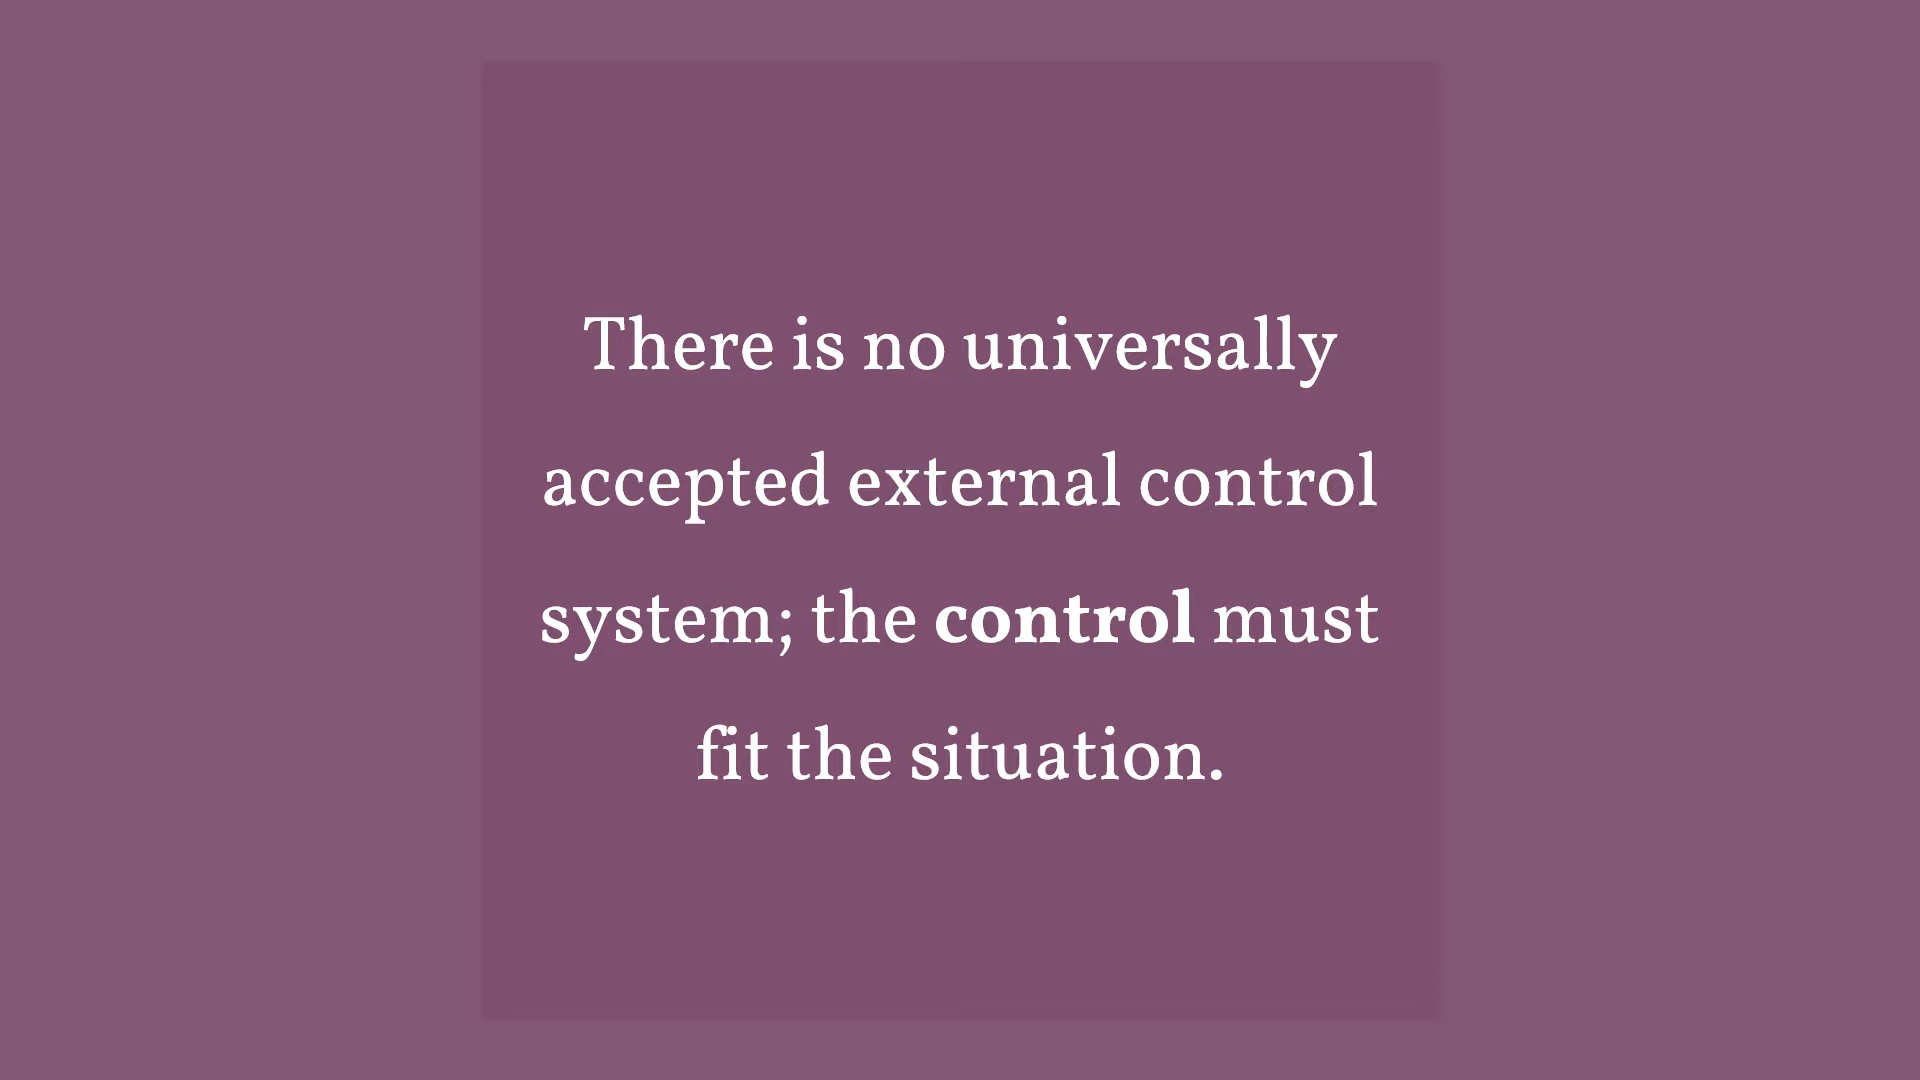 There is no universally
accepted external control
system; the control must
fit the situation.